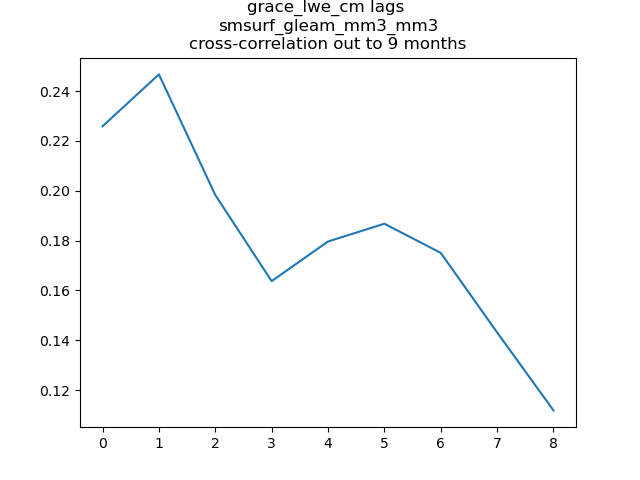 grace_lwe_cm lags
smsurf_gleam_mm3_mm3
cross-correlation out to 9 months
0.24
0.22
0.20
0.18
0.16
0.14
0.12
0 1 2 3 4 5 6 7 8